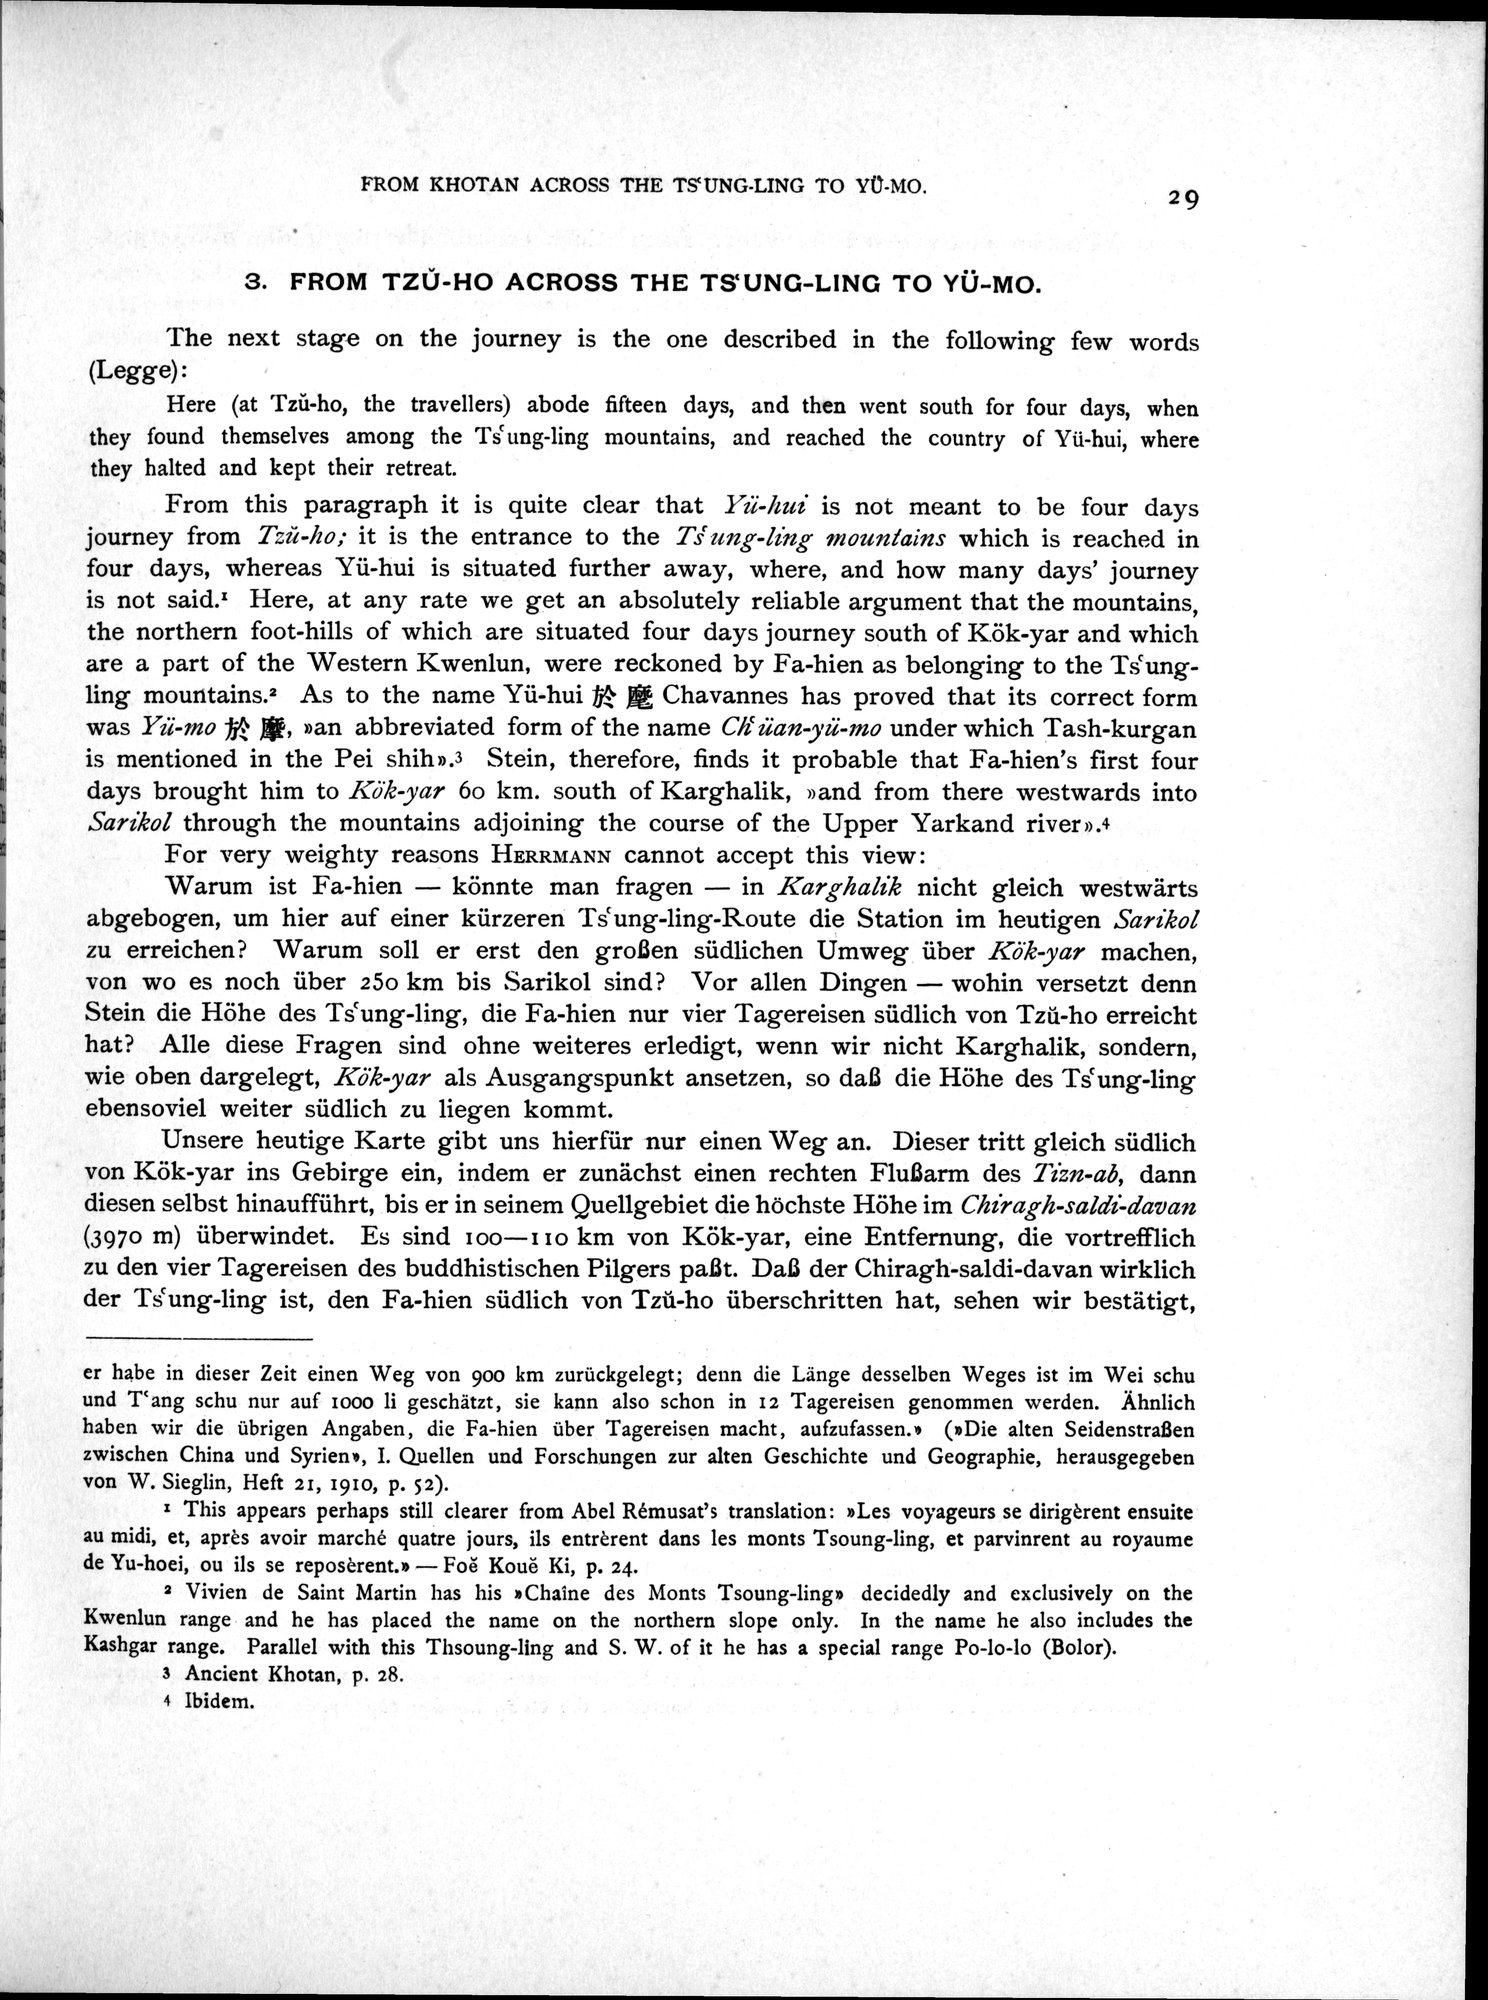 FROM KHOTAN ACROSS THE TSʿUNG-LING TO YÜ-MO.
29
3. FROM TZŬ-HO ACROSS THE TSʿUNG-LING TO YÜ-MO.
The next stage on the journey is the one described in the following few words
(Legge):
Here (at Tzŭ-ho, the travellers) abode fifteen days, and then went south for four days, when
they found themselves among the Tsʿung-ling mountains, and reached the country of Yü-hui, where
they halted and kept their retreat.
From this paragraph it is quite clear that Yü-hui is not meant to be four days
journey from Tzŭ-ho; it is the entrance to the Tsʿung-ling mountains which is reached in
four days, whereas Yü-hui is situated further away, where, and how many days’ journey
is not said.¹ Here, at any rate we get an absolutely reliable argument that the mountains,
the northern foot-hills of which are situated four days journey south of Kök-yar and which
are a part of the Western Kwenlun, were reckoned by Fa-hien as belonging to the Tsʿung-
ling mountains.² As to the name Yü-hui 於麾 Chavannes has proved that its correct form
was Yü-mo 於摩, »an abbreviated form of the name Chʿüan-yü-mo under which Tash-kurgan
is mentioned in the Pei shih».³ Stein, therefore, finds it probable that Fa-hien’s first four
days brought him to Kök-yar 60 km. south of Karghalik, »and from there westwards into
Sarikol through the mountains adjoining the course of the Upper Yarkand river».⁴
For very weighty reasons HERRMANN cannot accept this view:
Warum ist Fa-hien — könnte man fragen — in Karghalik nicht gleich westwärts
abgebogen, um hier auf einer kürzeren Tsʿung-ling-Route die Station im heutigen Sarikol
zu erreichen? Warum soll er erst den großen südlichen Umweg über Kök-yar machen,
von wo es noch über 250 km bis Sarikol sind? Vor allen Dingen — wohin versetzt denn
Stein die Höhe des Tsʿung-ling, die Fa-hien nur vier Tagereisen südlich von Tzŭ-ho erreicht
hat? Alle diese Fragen sind ohne weiteres erledigt, wenn wir nicht Karghalik, sondern,
wie oben dargelegt, Kök-yar als Ausgangspunkt ansetzen, so daß die Höhe des Tsʿung-ling
ebensoviel weiter südlich zu liegen kommt.
Unsere heutige Karte gibt uns hierfür nur einen Weg an. Dieser tritt gleich südlich
von Kök-yar ins Gebirge ein, indem er zunächst einen rechten Flußarm des Tizn-ab, dann
diesen selbst hinaufführt, bis er in seinem Quellgebiet die höchste Höhe im Chiragh-saldi-davan
(3970 m) überwindet. Es sind 100—110 km von Kök-yar, eine Entfernung, die vortrefflich
zu den vier Tagereisen des buddhistischen Pilgers paßt. Daß der Chiragh-saldi-davan wirklich
der Tsʿung-ling ist, den Fa-hien südlich von Tzŭ-ho überschritten hat, sehen wir bestätigt,
er habe in dieser Zeit einen Weg von 900 km zurückgelegt; denn die Länge desselben Weges ist im Wei schu
und Tʿang schu nur auf 1000 li geschätzt, sie kann also schon in 12 Tagereisen genommen werden. Ähnlich
haben wir die übrigen Angaben, die Fa-hien über Tagereisen macht, aufzufassen.» (»Die alten Seidenstraßen
zwischen China und Syrien», I. Quellen und Forschungen zur alten Geschichte und Geographie, herausgegeben
von W. Sieglin, Heft 21, 1910, p. 52).
¹ This appears perhaps still clearer from Abel Rémusat’s translation: »Les voyageurs se dirigèrent ensuite
au midi, et, après avoir marché quatre jours, ils entrèrent dans les monts Tsoung-ling, et parvinrent au royaume
de Yu-hoei, ou ils se reposèrent.» — Foĕ Kouĕ Ki, p. 24.
² Vivien de Saint Martin has his »Chaîne des Monts Tsoung-ling» decidedly and exclusively on the
Kwenlun range and he has placed the name on the northern slope only. In the name he also includes the
Kashgar range. Parallel with this Thsoung-ling and S. W. of it he has a special range Po-lo-lo (Bolor).
³ Ancient Khotan, p. 28.
⁴ Ibidem.